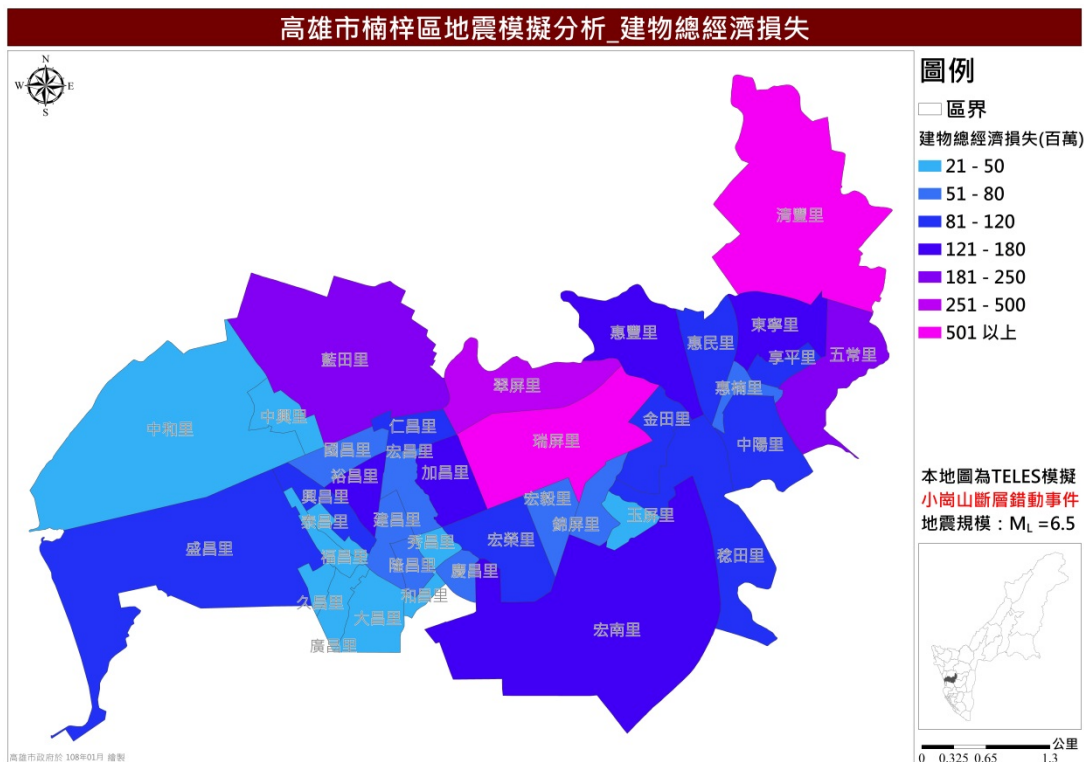 高雄市楠梓區地震模擬分析_建物總經濟損失
N
W
E
S
圖例
區界
建物總經濟損失(百萬)
21 - 50
51 - 80
81 - 120
121 - 180
181 - 250
251 - 500
501 以上
清豐里
東寧里
惠豐里
惠民里
享平里
五常里
藍田里
翠屏里
惠楠里
中和里
中興里
仁昌里
金田里
瑞屏里
中陽里
國昌里
宏昌里
裕昌里
加昌里
興昌里
宏毅里
泰昌里
建昌里
錦屏里
玉屏里
盛昌里
福昌里
秀昌里
宏榮里
隆昌里
慶昌里
稔田里
久昌里
和昌里
大昌里
宏南里
廣昌里
本地圖為TELES模擬
小崗山斷層錯動事件
地震規模：ML =6.5
公里
0 0.325 0.65 1.3
高雄市政府於 108年01月 繪製